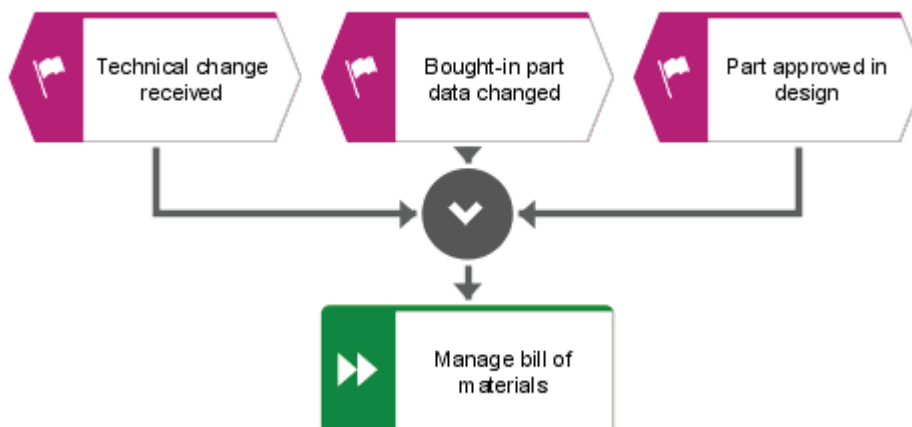 Technical change
received
Bought-in part
data changed
Part approved in
design
Manage bill of
materials